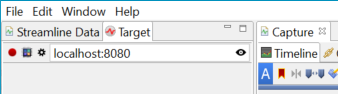 File Edit Window Help
Streamline Data Target
Capture
localhost:8080
Timeline
A